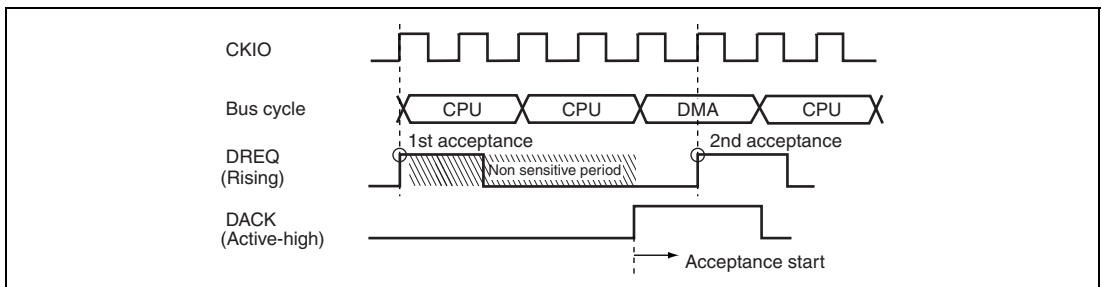 CKIO
Bus cycle
CPU CPU DMA CPU
1st acceptance 2nd acceptance
DREQ
(Rising)
Non sensitive period
DACK
(Active-high)
Acceptance start